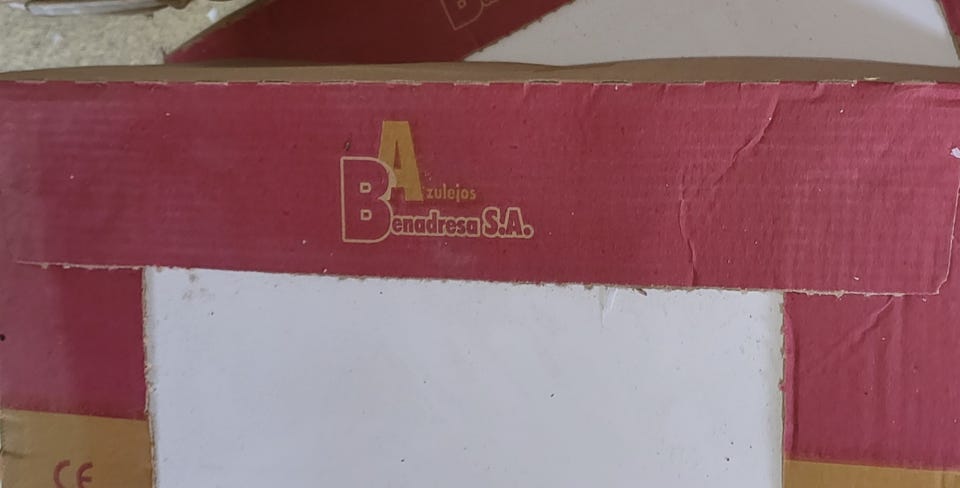 Azulejos
Benadresa S.A.
CE